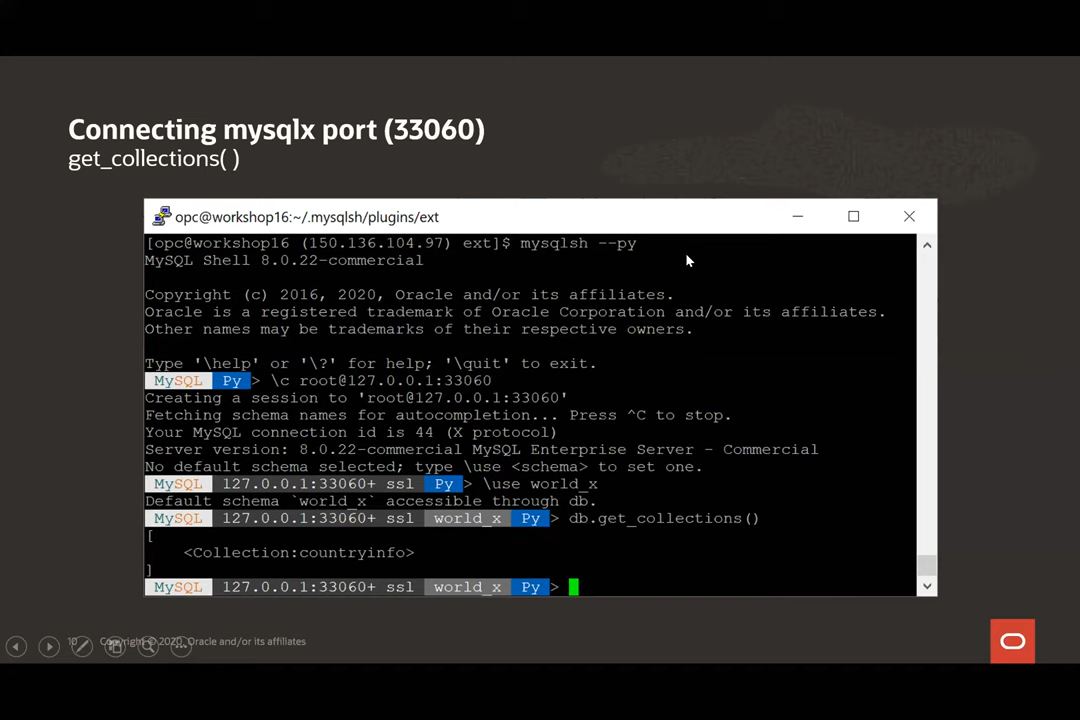 Connecting mysqlx port (33060)
get_collections( )
opc@workshop16:~/.mysqlsh/plugins/ext
[opc@workshop16 (150.136.104.97) ext]$ mysqlsh --py
MySQL Shell 8.0.22-commercial
Copyright (c) 2016, 2020, Oracle and/or its affiliates.
Oracle is a registered trademark of Oracle Corporation and/or its affiliates.
Other names may be trademarks of their respective owners.
Type '\help' or '\?' for help; '\quit' to exit.
MySQL Py > \c root@127.0.0.1:33060
Creating a session to 'root@127.0.0.1:33060'
Fetching schema names for autocompletion... Press ^C to stop.
Your MySQL connection id is 44 (X protocol)
Server version: 8.0.22-commercial MySQL Enterprise Server - Commercial
No default schema selected; type \use <schema> to set one.
MySQL 127.0.0.1:33060+ ssl Py > \use world_x
Default schema `world_x` accessible through db.
MySQL 127.0.0.1:33060+ ssl world_x Py > db.get_collections()
[
<Collection:countryinfo>
]
MySQL 127.0.0.1:33060+ ssl world_x Py >
10 Copyright © 2020, Oracle and/or its affiliates